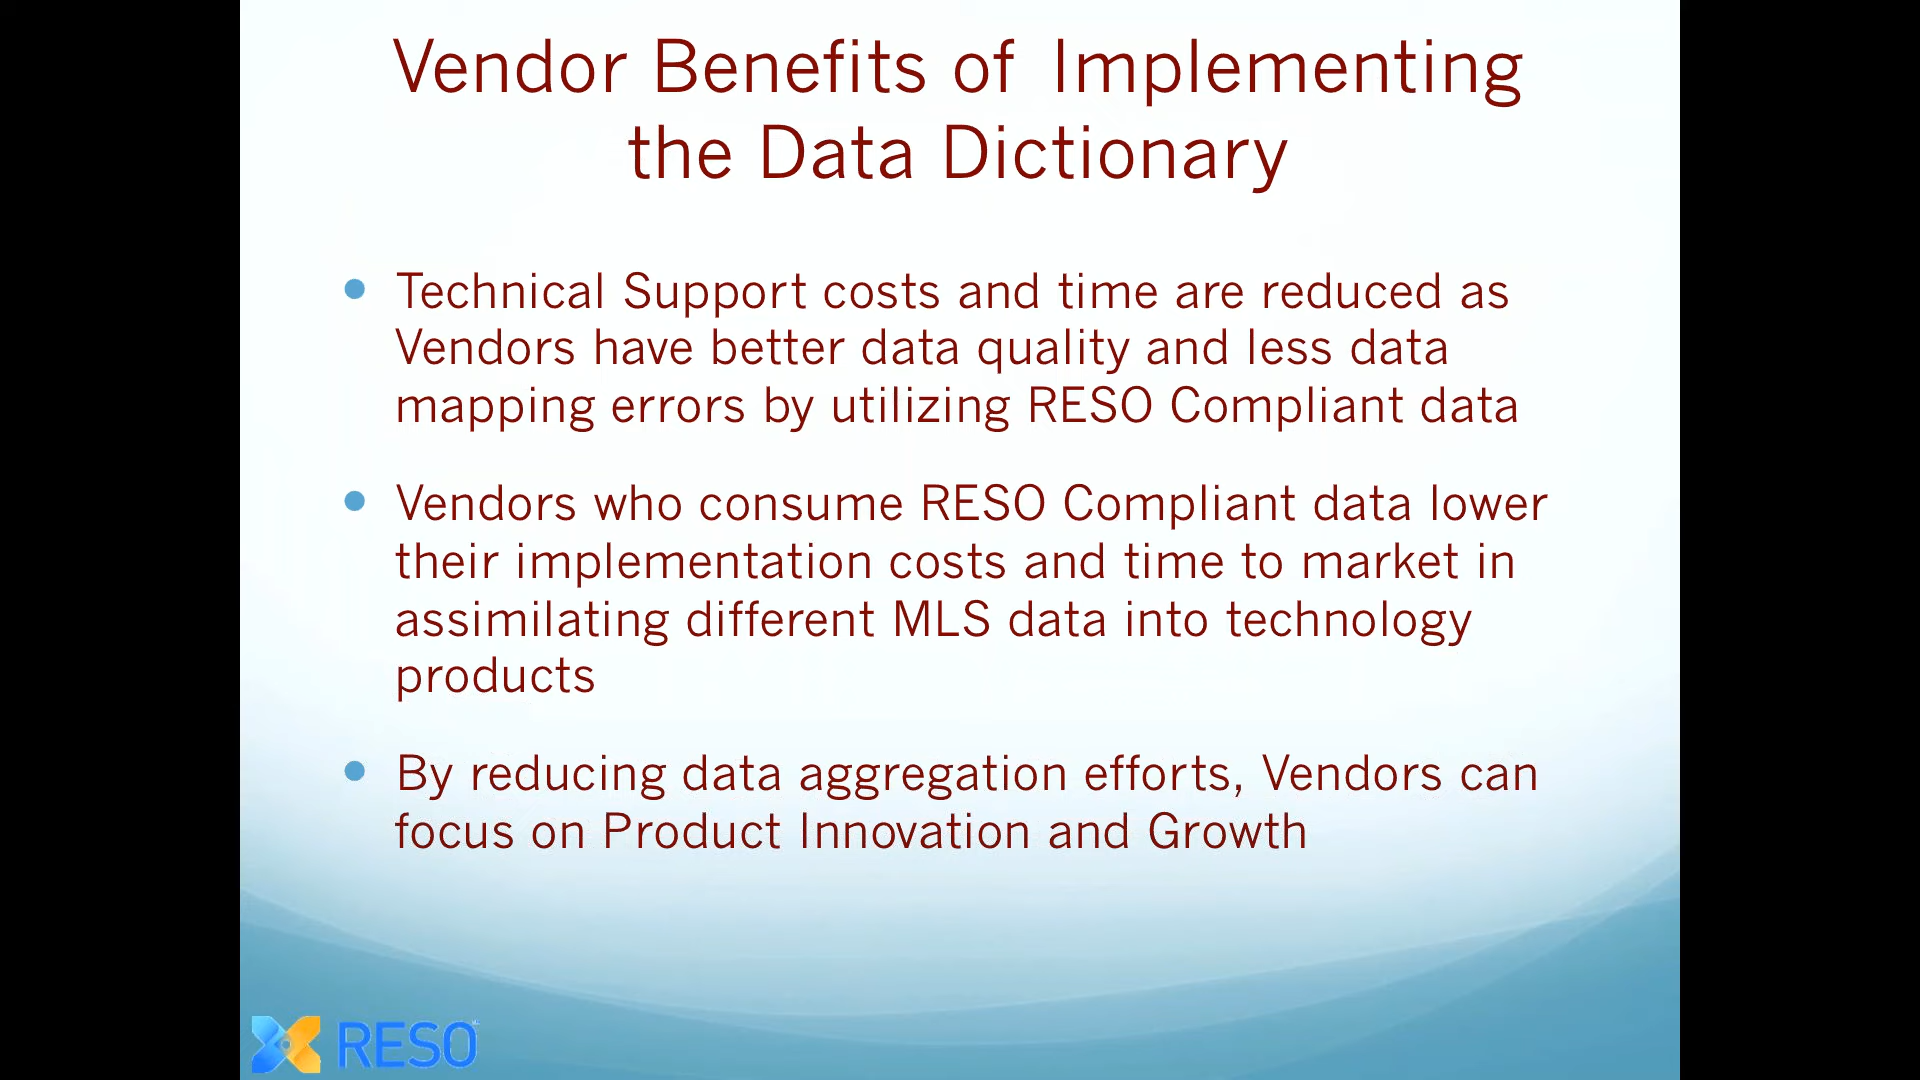 Vendor Benefits of Implementing
the Data Dictionary
Technical Support costs and time are reduced as
Vendors have better data quality and less data
mapping errors by utilizing RESO Compliant data
Vendors who consume RESO Compliant data lower
their implementation costs and time to market in
assimilating different MLS data into technology
products
By reducing data aggregation efforts, Vendors can
focus on Product Innovation and Growth
RESO